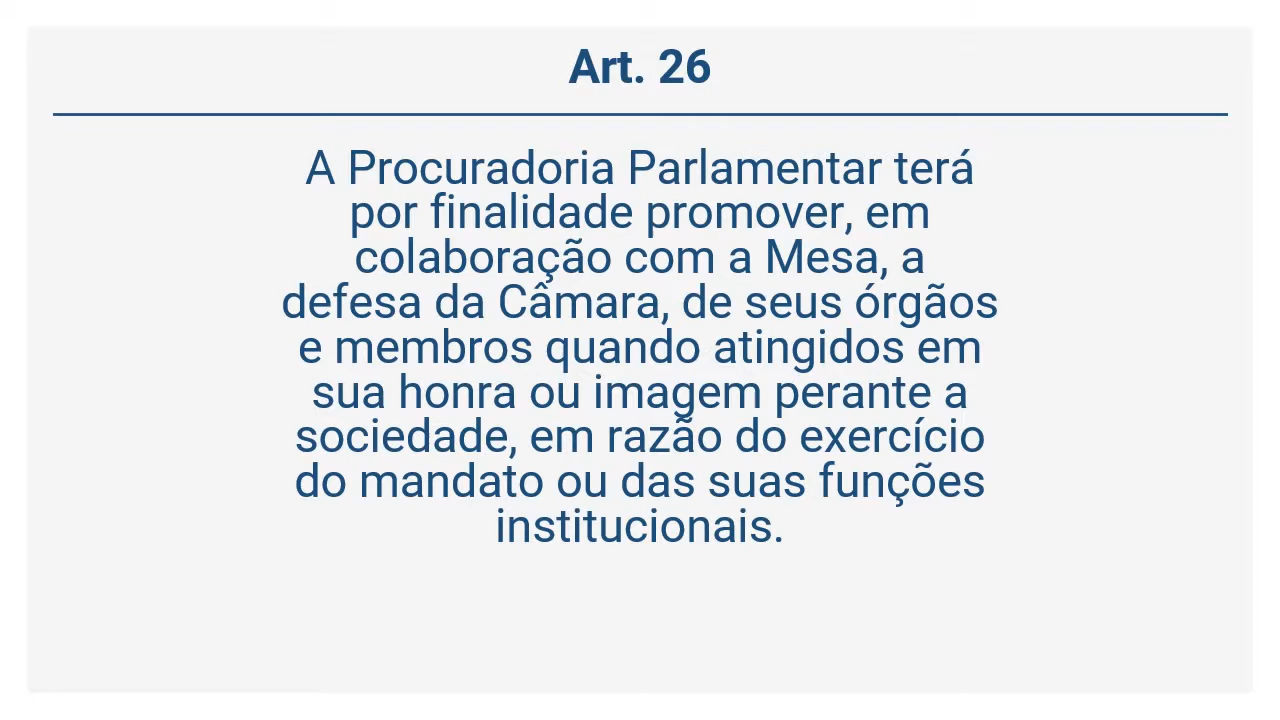 Art. 26
A Procuradoria Parlamentar terá
por finalidade promover, em
colaboração com a Mesa, a
defesa da Câmara, de seus órgãos
e membros quando atingidos em
sua honra ou imagem perante a
sociedade, em razão do exercício
do mandato ou das suas funções
institucionais.